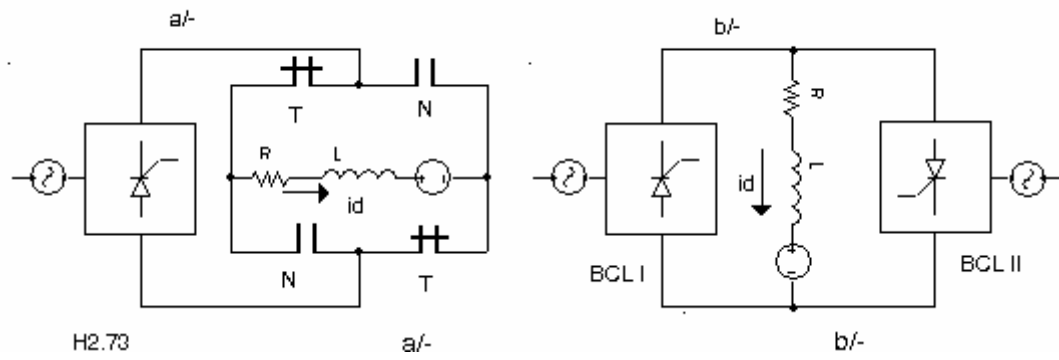 a/-
b/-
T
N
R
L
id
N
T
R
L
id
BCL I
BCL II
H2.73
a/-
b/-